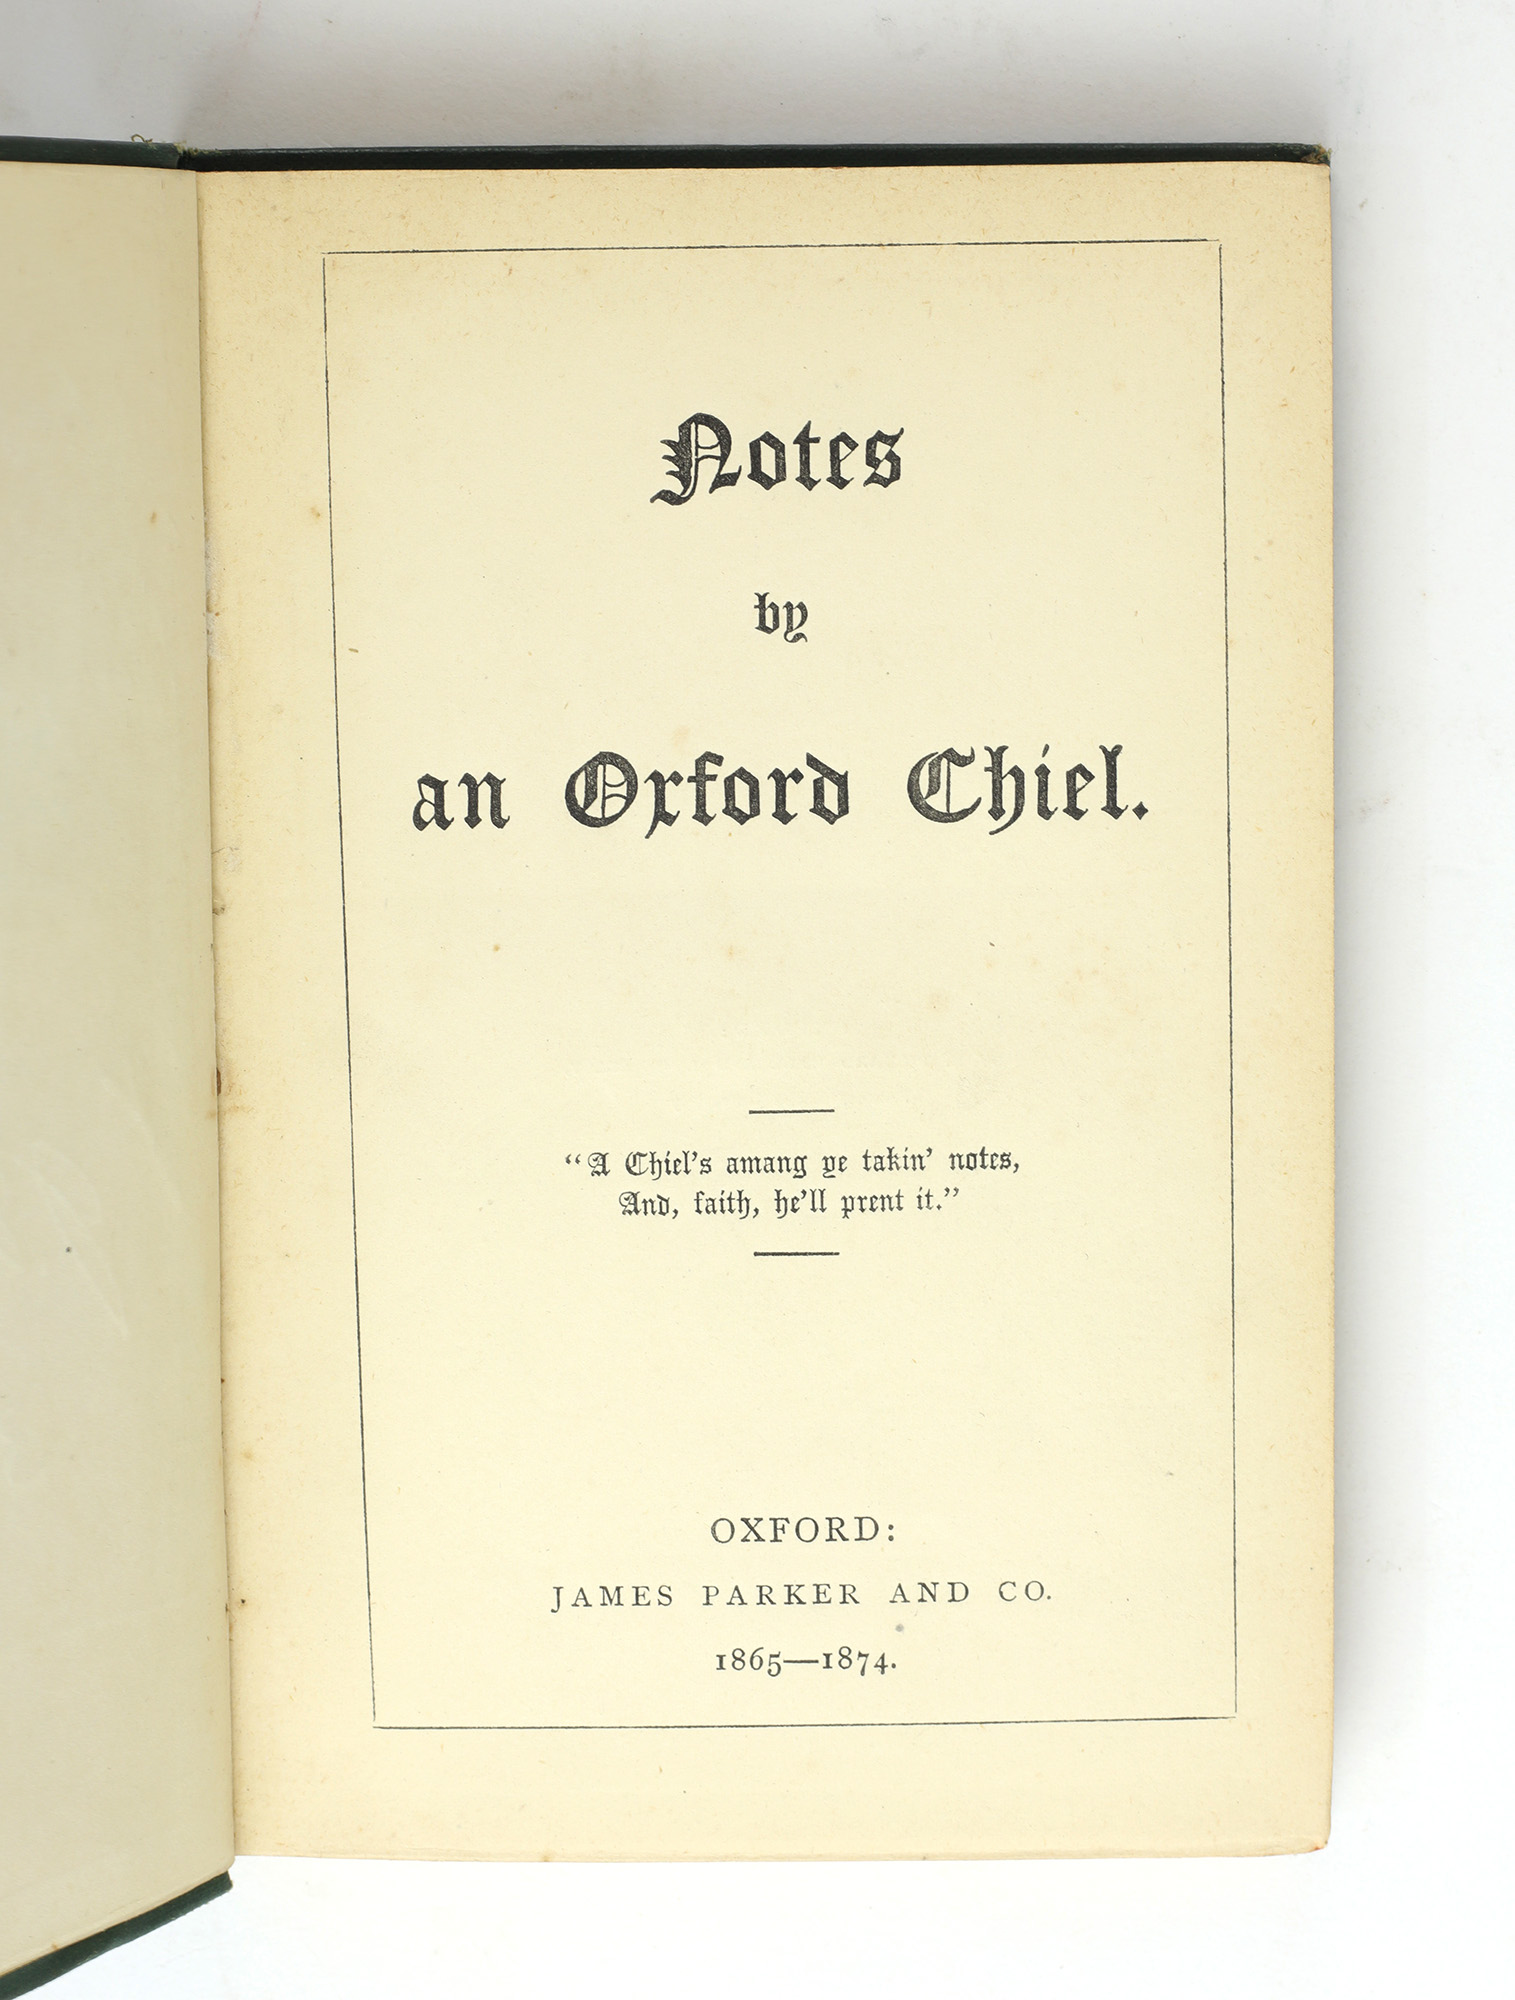 Notes
by
an Oxford Chiel.
“A Chiel’s amang ye takin’ notes,
And, faith, he’ll prent it.”
OXFORD:
JAMES PARKER AND CO.
1865—1874.